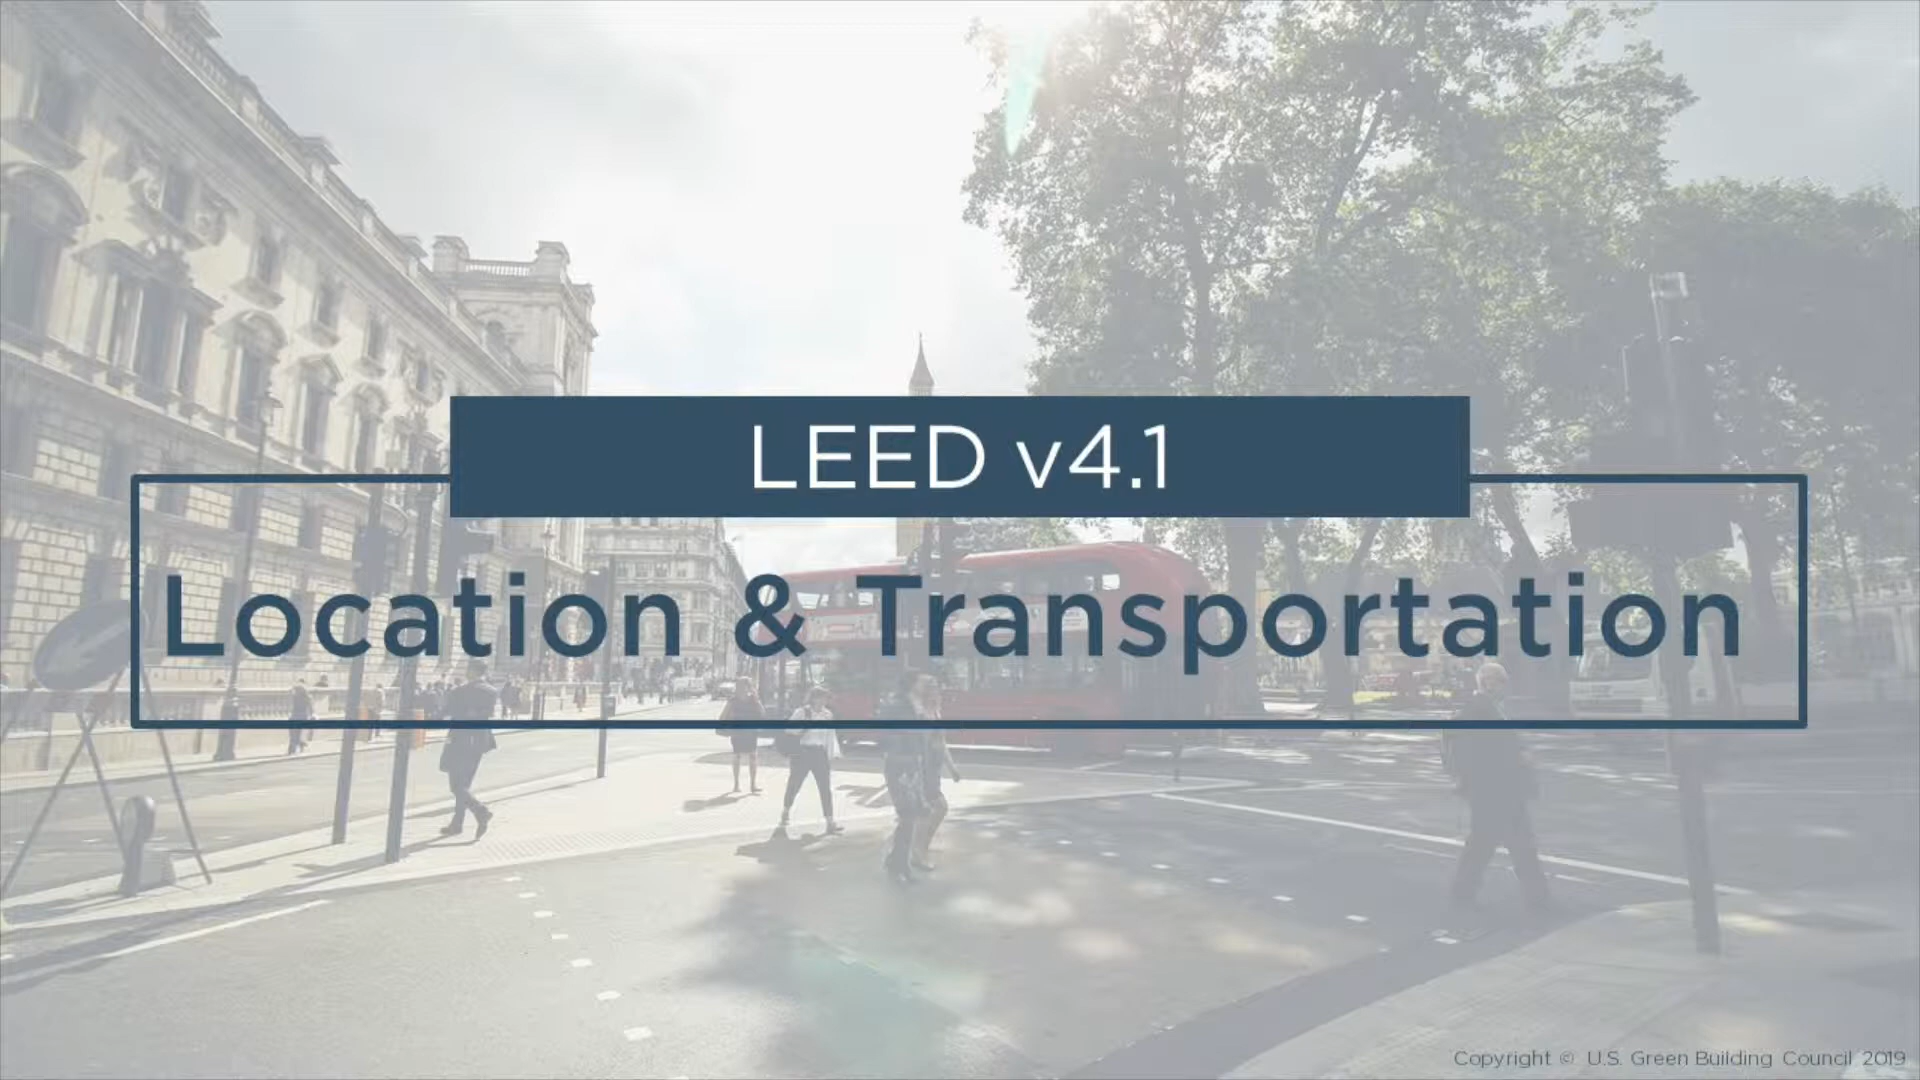 LEED v4.1
Location & Transportation
Copyright © U.S. Green Building Council 2019